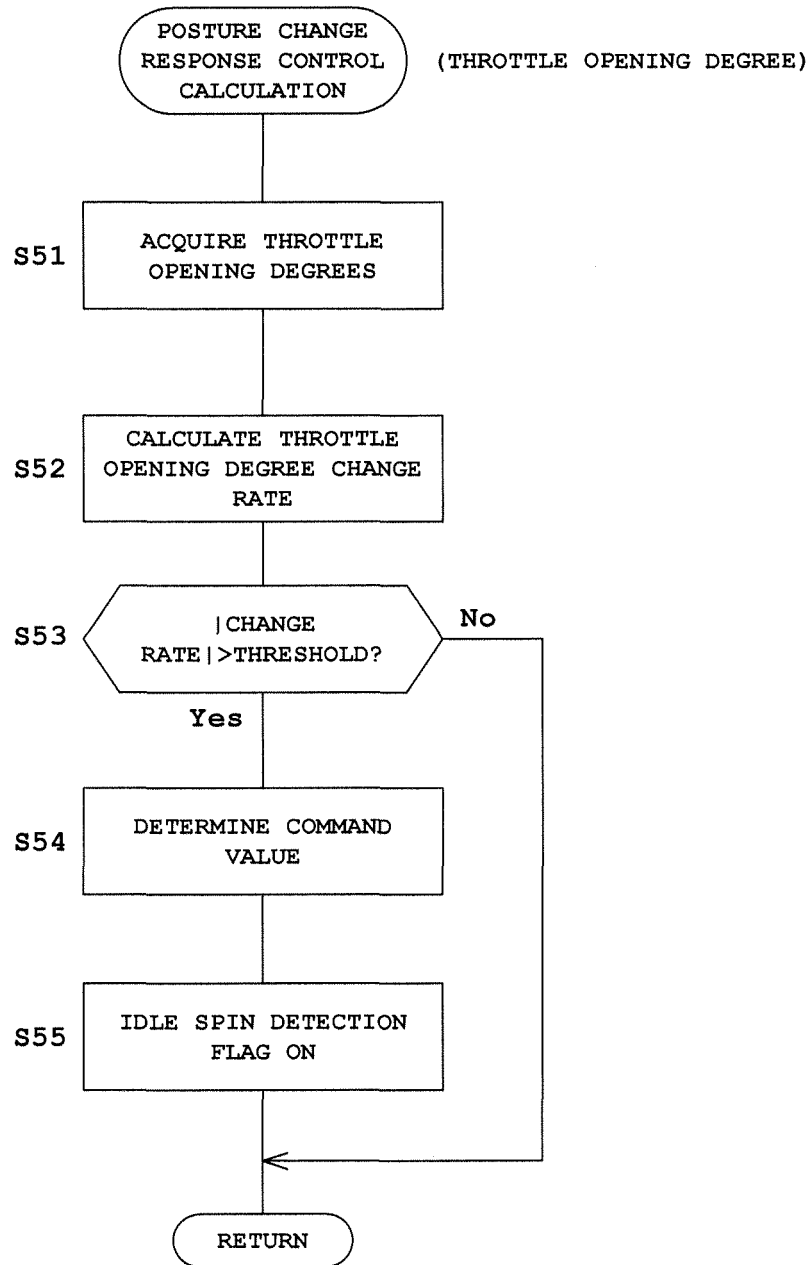 POSTURE CHANGE
RESPONSE CONTROL
CALCULATION
(THROTTLE OPENING DEGREE)
S51
ACQUIRE THROTTLE
OPENING DEGREES
S52
CALCULATE THROTTLE
OPENING DEGREE CHANGE
RATE
S53
|CHANGE
RATE|>THRESHOLD?
No
Yes
S54
DETERMINE COMMAND
VALUE
S55
IDLE SPIN DETECTION
FLAG ON
RETURN